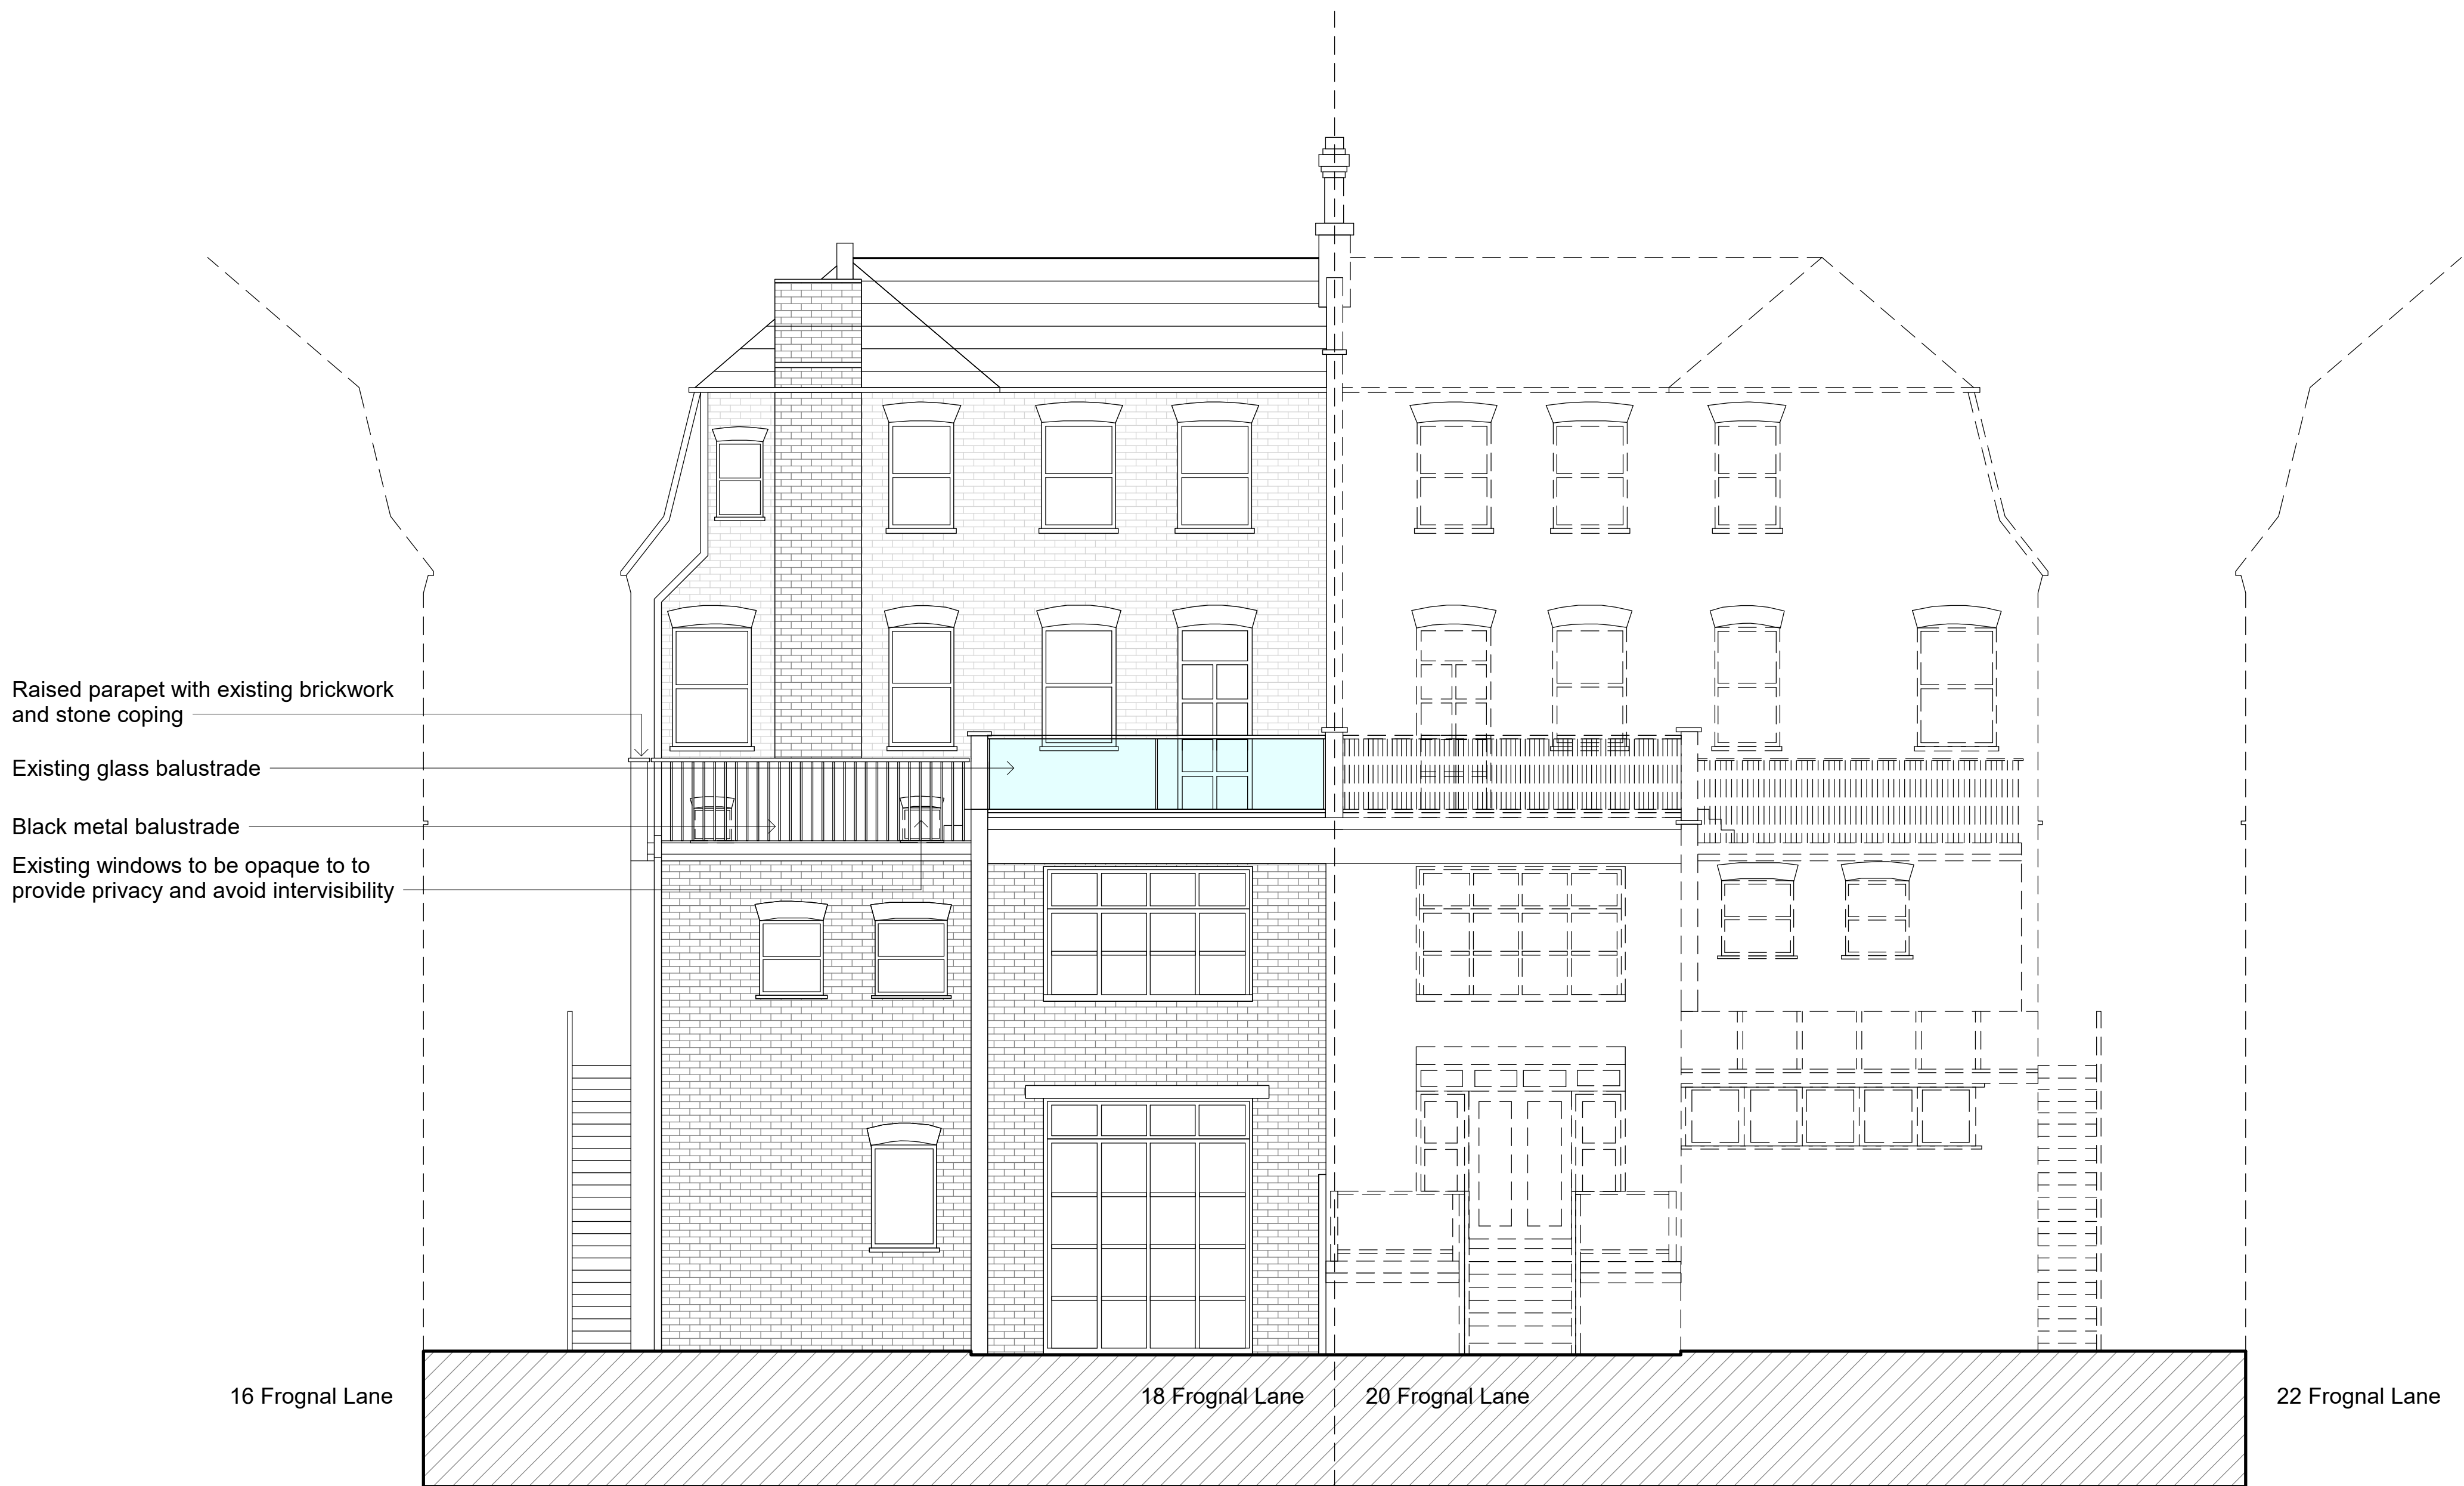 Raised parapet with existing brickwork
and stone coping
Existing glass balustrade
Black metal balustrade
Existing windows to be opaque to to
provide privacy and avoid intervisibility
16 Frognal Lane
18 Frognal Lane
20 Frognal Lane
22 Frognal Lane